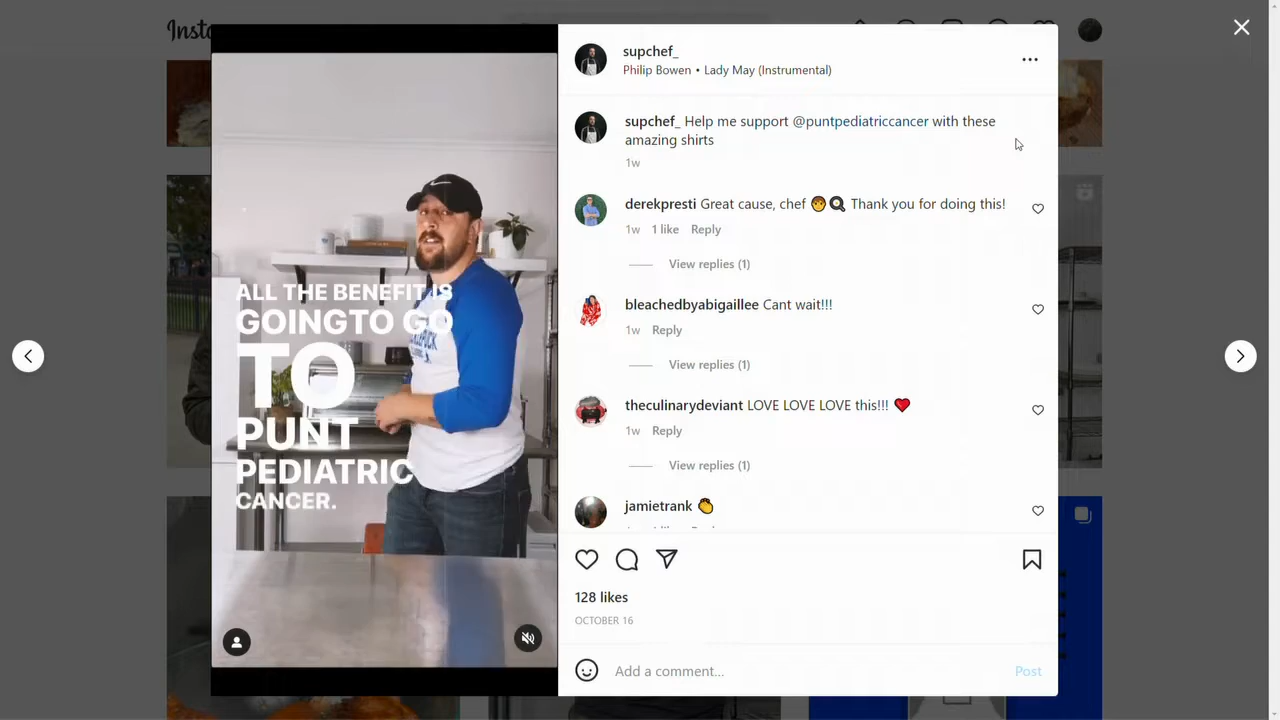 Insta
supchef_
Philip Bowen • Lady May (Instrumental)
supchef_ Help me support @puntpediatriccancer with these
amazing shirts
1w
derekpresti Great cause, chef Thank you for doing this!
1w 1 like Reply
View replies (1)
bleachedbyabigaillee Cant wait!!!
1w Reply
View replies (1)
theculinarydeviant LOVE LOVE LOVE this!!!
1w Reply
View replies (1)
jamietrank
128 likes
OCTOBER 16
Add a comment... Post
ALL THE BENEFIT IS
GOINGTO GO
TO
PUNT
PEDIATRIC
CANCER.